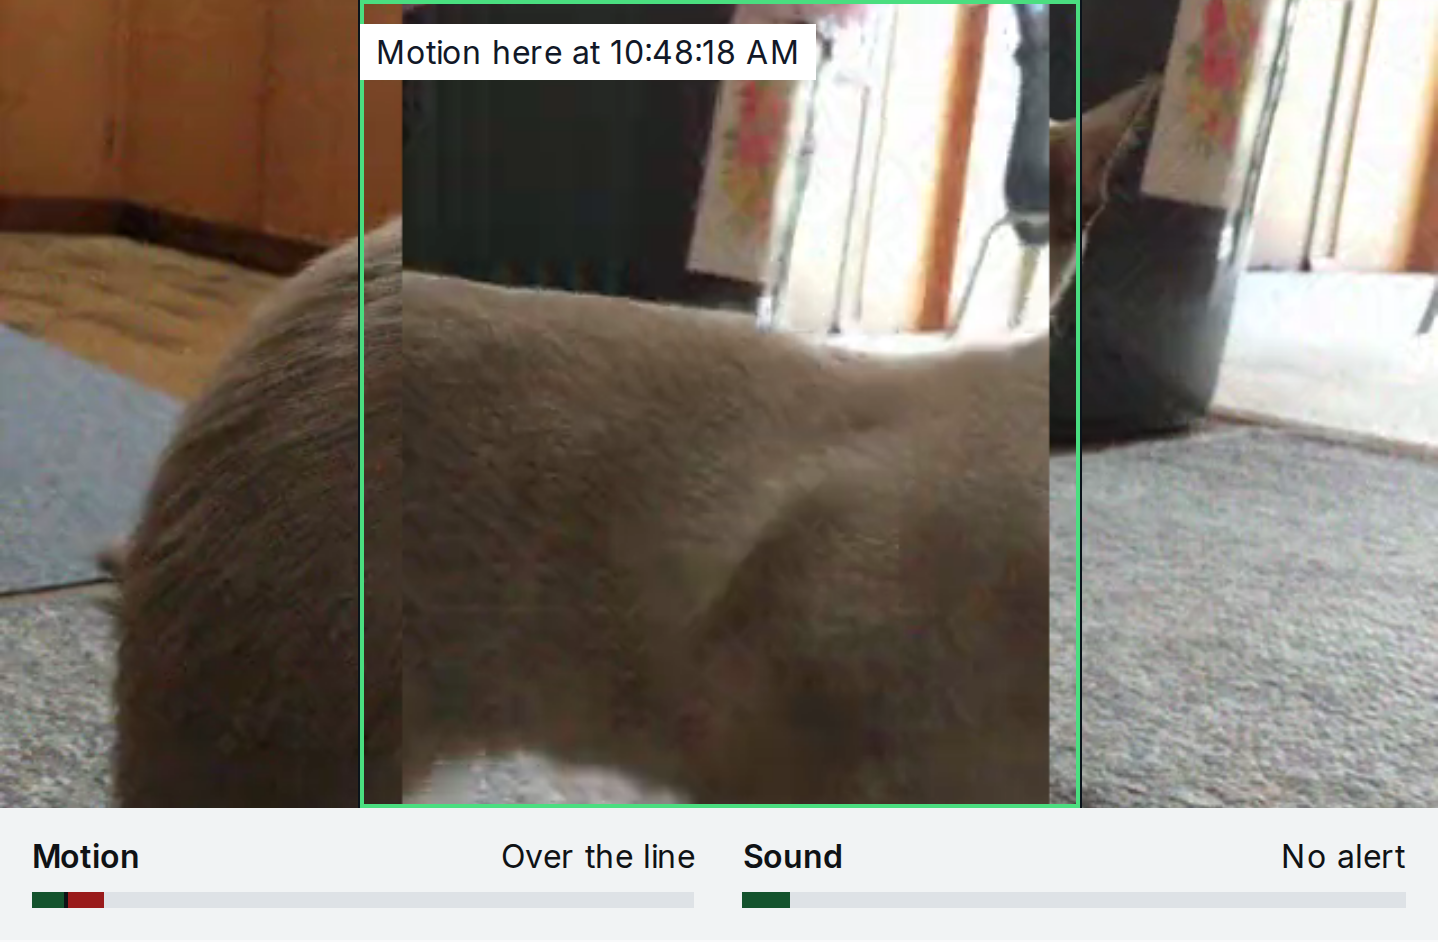 Motion here at 10:48:18 AM
Motion
Over the line
Sound
No alert